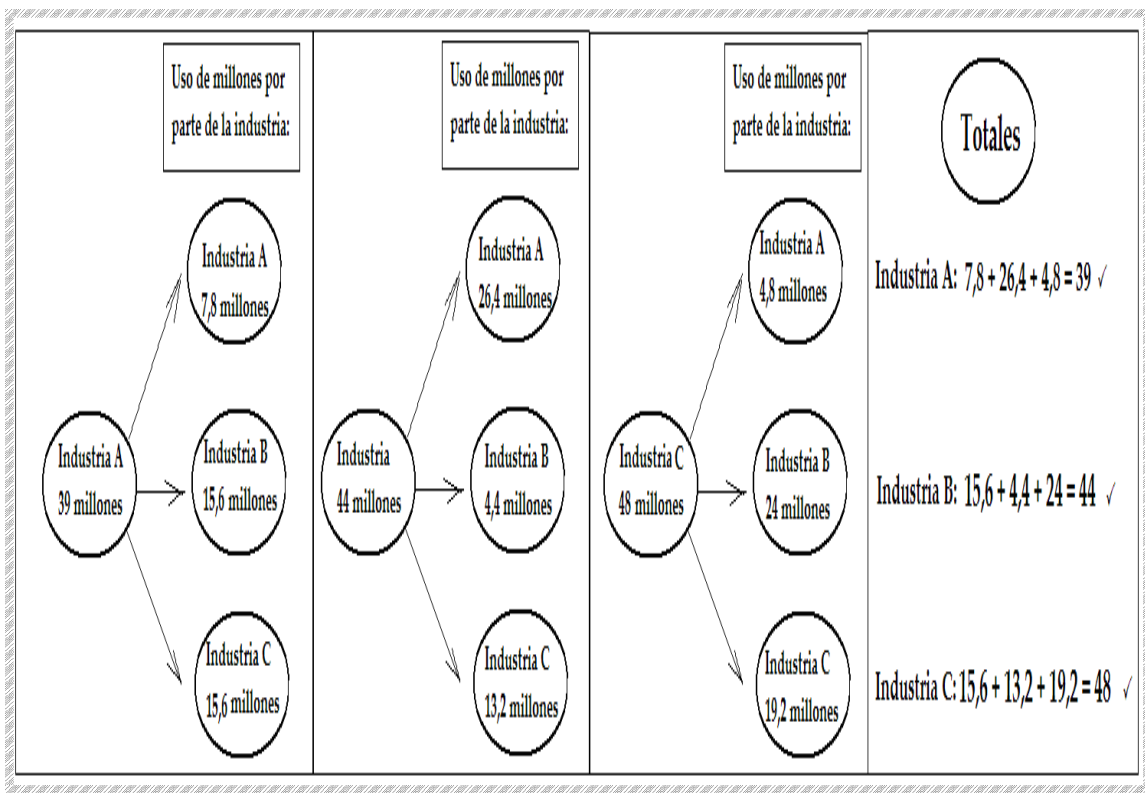 Uso de millones por
parte de la industria:
Industria A
7,8 millones
Industria A
39 millones
Industria B
15,6 millones
Industria C
15,6 millones
Uso de millones por
parte de la industria:
Industria A
26,4 millones
Industria
44 millones
Industria B
4,4 millones
Industria C
13,2 millones
Uso de millones por
parte de la industria:
Industria A
4,8 millones
Industria C
48 millones
Industria B
24 millones
Industria C
19,2 millones
Totales
Industria A: 7,8 + 26,4 + 4,8 = 39 ✓
Industria B: 15,6 + 4,4 + 24 = 44 ✓
Industria C: 15,6 + 13,2 + 19,2 = 48 ✓